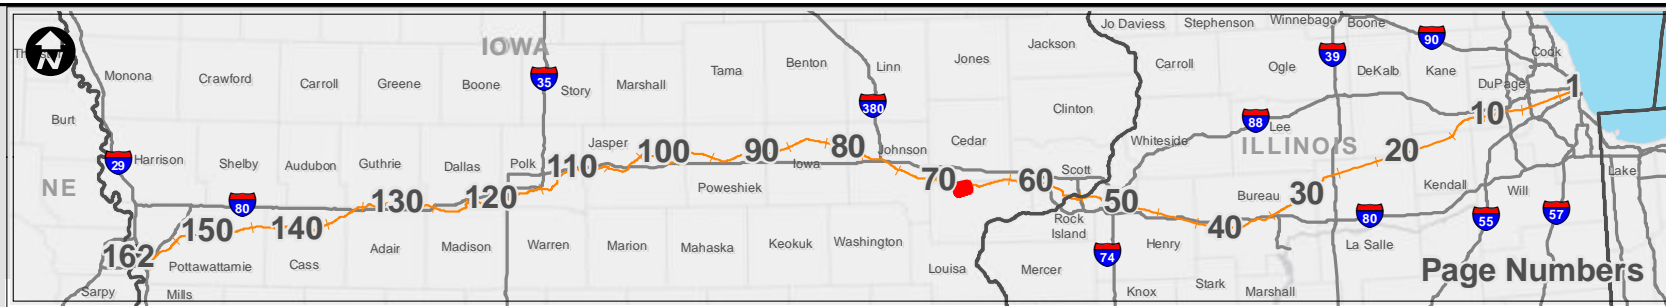 Jo Daviess Stephenson Winnebago Boone
N
IOWA
Jackson
39
90
Cook
Monona Crawford Carroll Greene Boone
35
Story Marshall Tama Benton Linn Jones
Carroll Ogle DeKalb Kane
DuPage 1
Burt
380
Clinton
88
Lee
10
Harrison Shelby Audubon Guthrie Dallas Polk Jasper
110 100 90 80
Iowa Johnson Cedar
Whiteside
ILLINOIS
20
29
NE
80
130 120
Poweshiek
70 60
Scott
50
Bureau
30
Kendall Will Lake
162 150 140
Rock
Island
40
80
55
57
Pottawattamie Cass Adair Madison Warren Marion Mahaska Keokuk Washington
Louisa Mercer
74
Henry
La Salle
Sarpy Mills
Knox Stark Marshall
Page Numbers